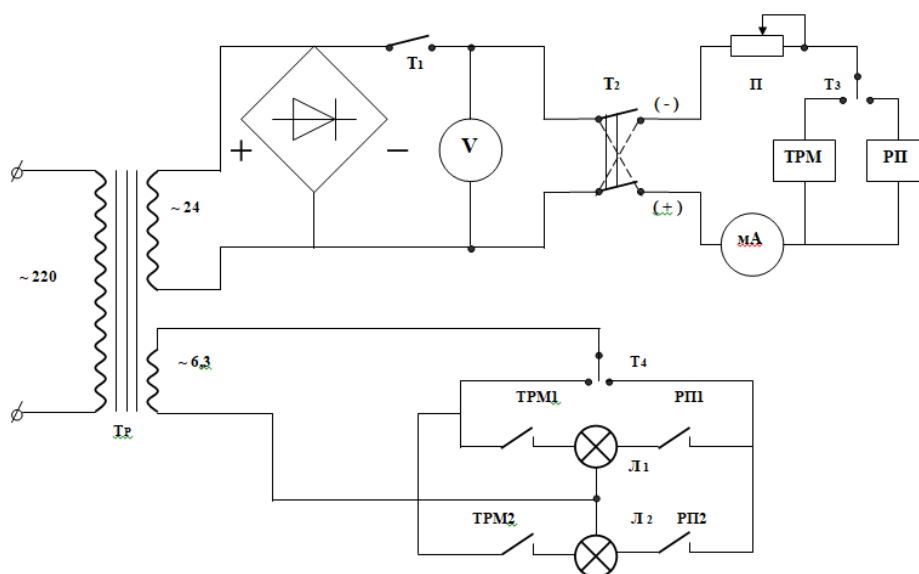 T1
T2
( - )
П
T3
+
−
V
ТРМ
РП
~ 24
( + )
мА
~ 220
~ 6,3
T4
ТРМ1
РП1
Тр
Л 1
ТРМ2
Л 2
РП2